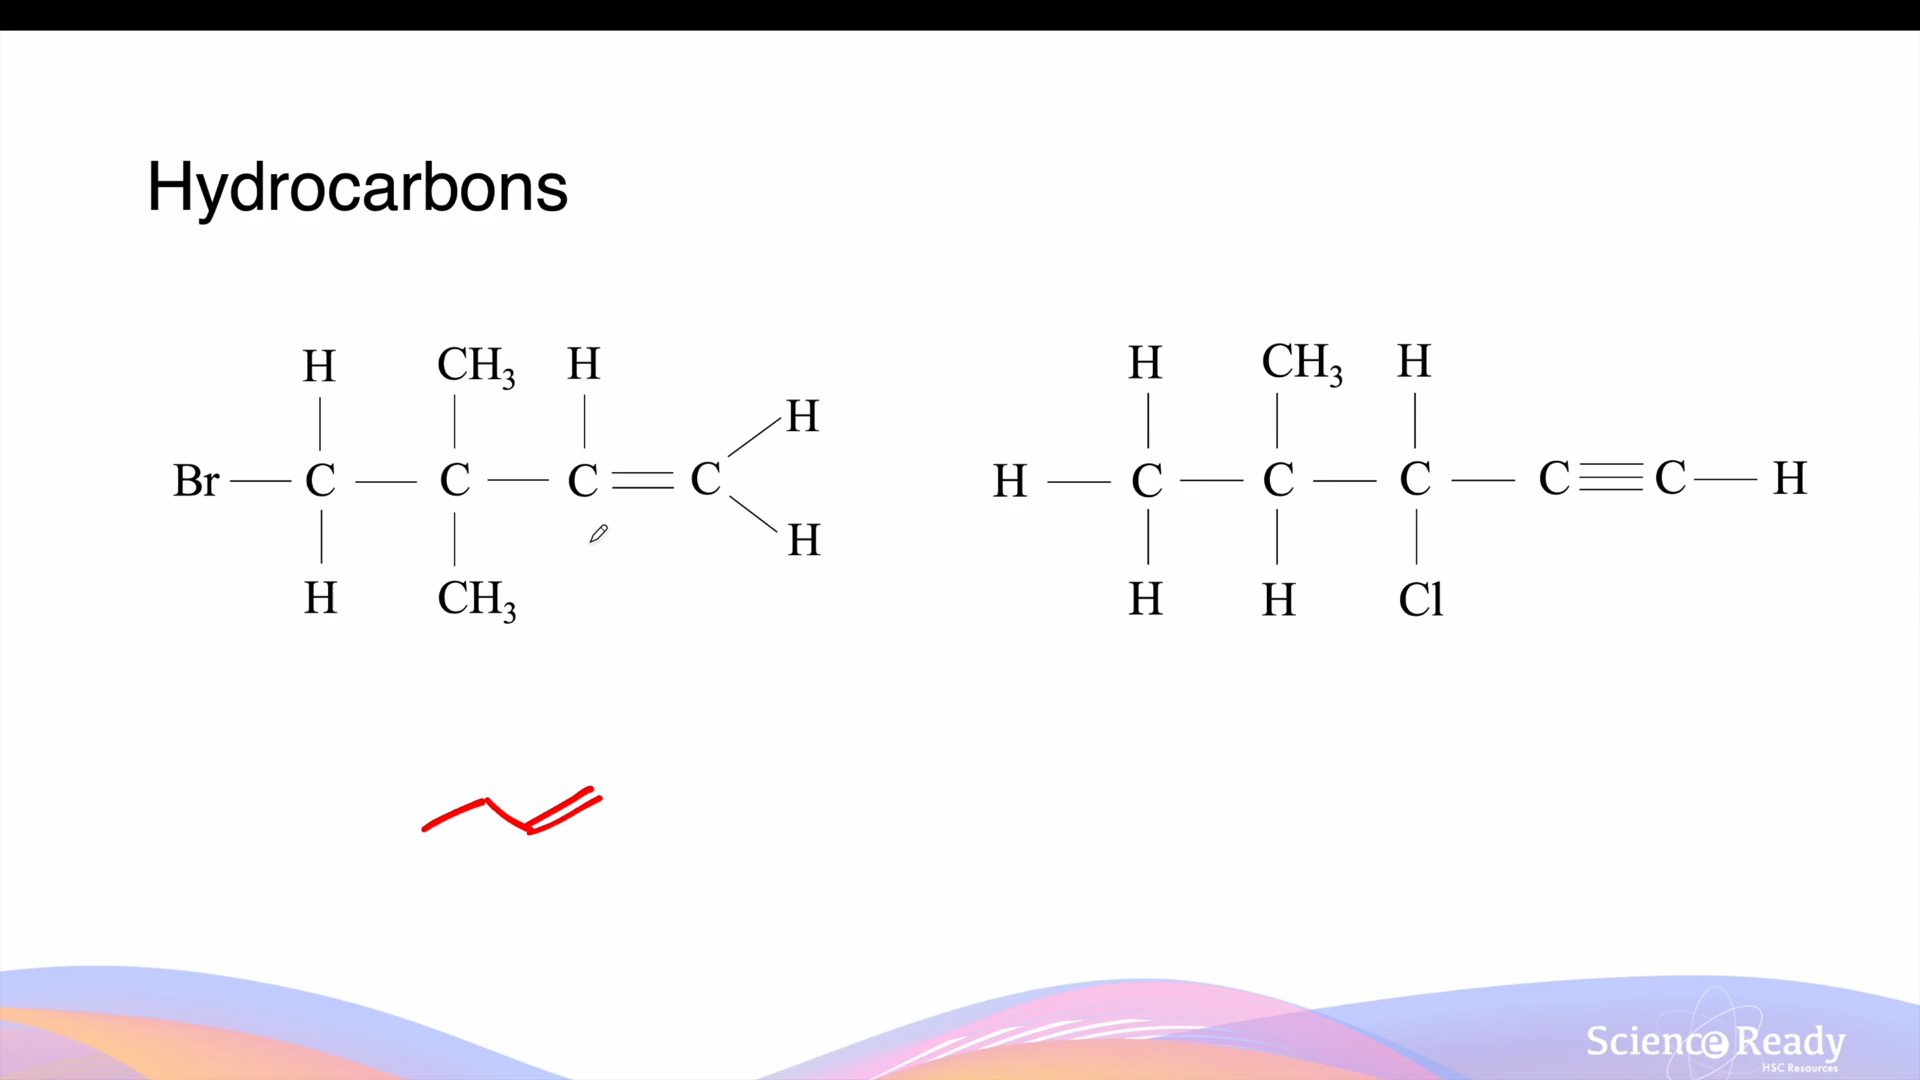 Hydrocarbons
H CH₃ H
H
Br C C C C
H
H CH₃
H CH₃ H
H C C C C C H
H H Cl
Science Ready
HSC Resources